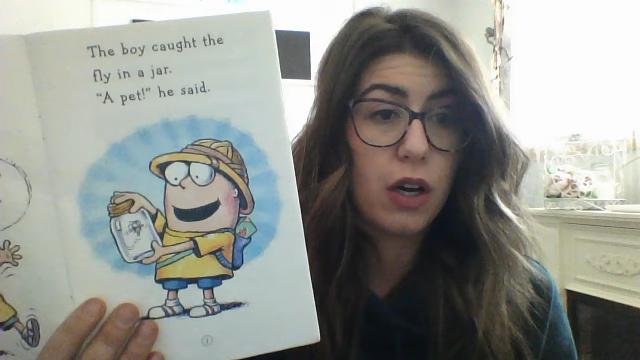 The boy caught the
fly in a jar.
"A pet!" he said.